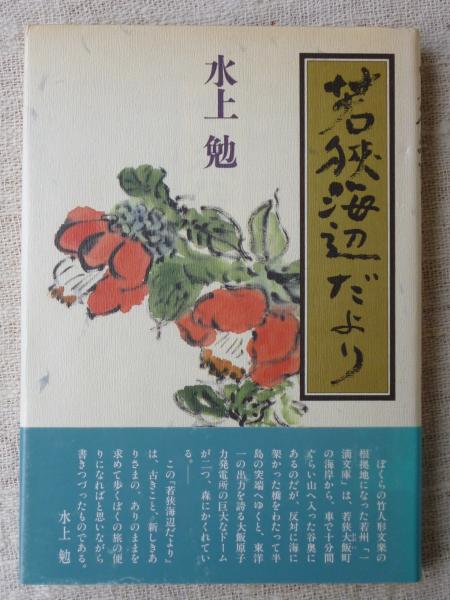 若狭海辺だより
水上 勉
ぼくらの竹人形文楽の
根拠地になった若州「一
滴文庫」は、若狭大飯町
の海岸から、車で十分間
ぐらい山へ入った谷奥に
あるのだが、反対に海に
架かった橋をわたって半
島の突端へゆくと、東洋
一の出力を誇る大飯原子
力発電所の巨大なドーム
が二つ、森にかくれてい
る。――
この『若狭海辺だより』
は、古きこと、新しきあ
りさまの、ありのままを
求めて歩くぼくの旅の便
りになればと思いながら
書きつづったものである。
水上 勉